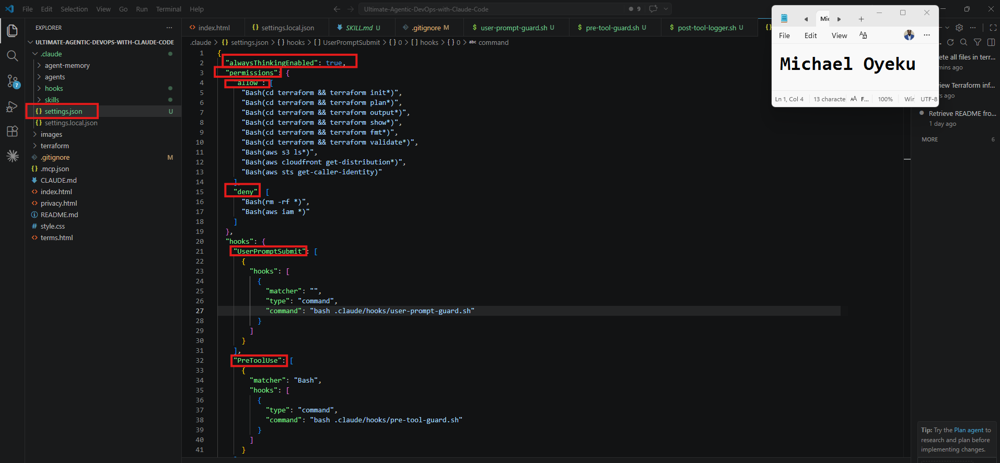 File Edit Selection View Go Run Terminal Help
Ultimate-Agentic-DevOps-with-Claude-Code
9
EXPLORER
ULTIMATE-AGENTIC-DEVOPS-WITH-CLAUDE-CODE
.claude
agent-memory
agents
hooks
skills
{} settings.json U
{} settings.local.json
images
terraform
.gitignore M
{} .mcp.json
CLAUDE.md
<> index.html
<> privacy.html
README.md
# style.css
<> terms.html
7
<> index.html
{} settings.local.json
SKILL.md U
.gitignore M
$ user-prompt-guard.sh U
$ pre-tool-guard.sh U
$ post-tool-logger.sh U
{}
.claude > {} settings.json > {} hooks > [ ] UserPromptSubmit > {} 0 > [ ] hooks > {} 0 > abc command
1 {
2 "alwaysThinkingEnabled": true,
3 "permissions": {
4 "allow": [
5 "Bash(cd terraform && terraform init*)",
6 "Bash(cd terraform && terraform plan*)",
7 "Bash(cd terraform && terraform output*)",
8 "Bash(cd terraform && terraform show*)",
9 "Bash(cd terraform && terraform fmt*)",
10 "Bash(cd terraform && terraform validate*)",
11 "Bash(aws s3 ls*)",
12 "Bash(aws cloudfront get-distribution*)",
13 "Bash(aws sts get-caller-identity)"
14 ],
15 "deny": [
16 "Bash(rm -rf *)",
17 "Bash(aws iam *)"
18 ]
19 },
20 "hooks": {
21 "UserPromptSubmit": [
22 {
23 "hooks": [
24 {
25 "matcher": "",
26 "type": "command",
27 "command": "bash .claude/hooks/user-prompt-guard.sh"
28 }
29 ]
30 }
31 ],
32 "PreToolUse": [
33 {
34 "matcher": "Bash",
35 "hooks": [
36 {
37 "type": "command",
38 "command": "bash .claude/hooks/pre-tool-guard.sh"
39 }
40 ]
41 }
Mic
File Edit View
Michael Oyeku
Ln 1, Col 4 13 characte F... 100% Wir UTF-8
ete all files in terr...
mins ago
view Terraform inf...
rs ago
Retrieve README fro...
1 day ago
MORE 6
Tip: Try the Plan agent to
research and plan before
implementing changes.